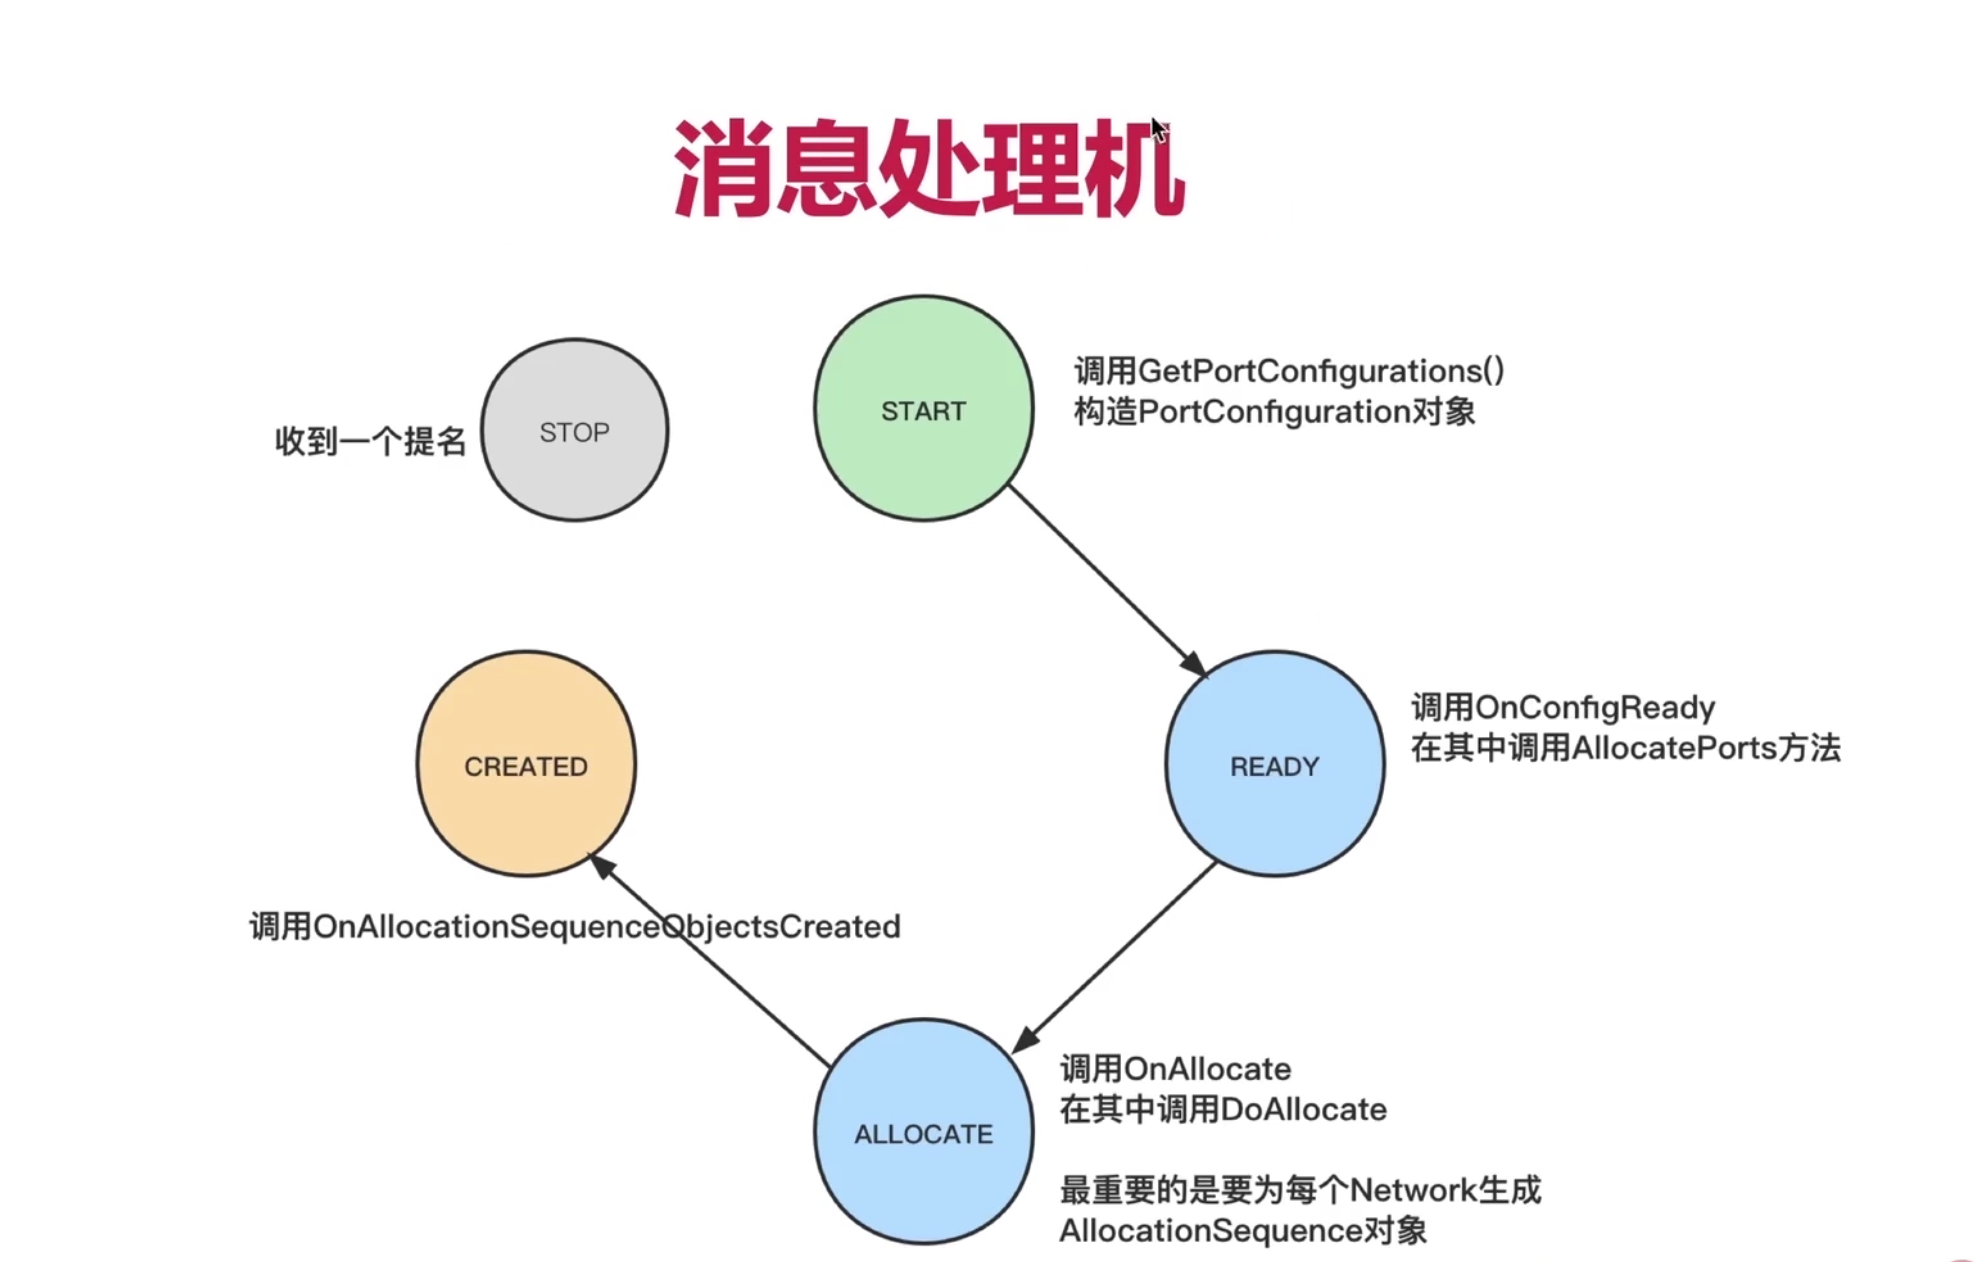 消息处理机
START
调用GetPortConfigurations()
构造PortConfiguration对象
收到一个提名
STOP
READY
调用OnConfigReady
在其中调用AllocatePorts方法
CREATED
调用OnAllocationSequenceObjectsCreated
ALLOCATE
调用OnAllocate
在其中调用DoAllocate
最重要的是要为每个Network生成
AllocationSequence对象